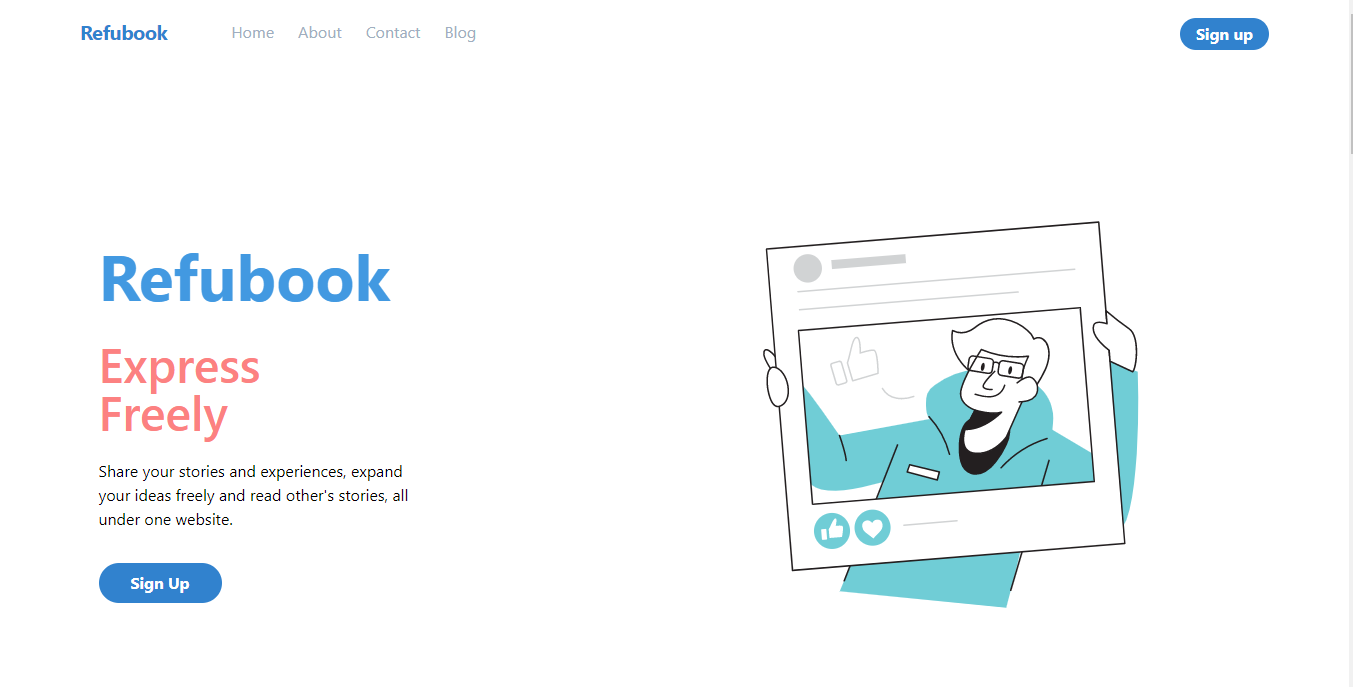 Refubook
Home About Contact Blog
Sign up
Refubook
Express
Freely
Share your stories and experiences, expand
your ideas freely and read other's stories, all
under one website.
Sign Up